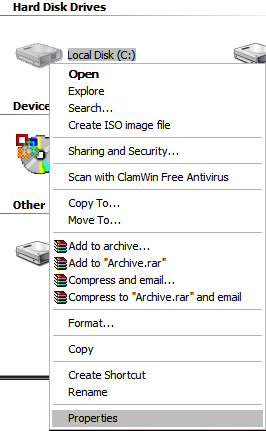 Hard Disk Drives
Local Disk (C:)
Open
Explore
Search...
Create ISO image file
Device
Sharing and Security...
Scan with ClamWin Free Antivirus
Other
Copy To...
Move To...
Add to archive...
Add to "Archive.rar"
Compress and email...
Compress to "Archive.rar" and email
Format...
Copy
Create Shortcut
Rename
Properties